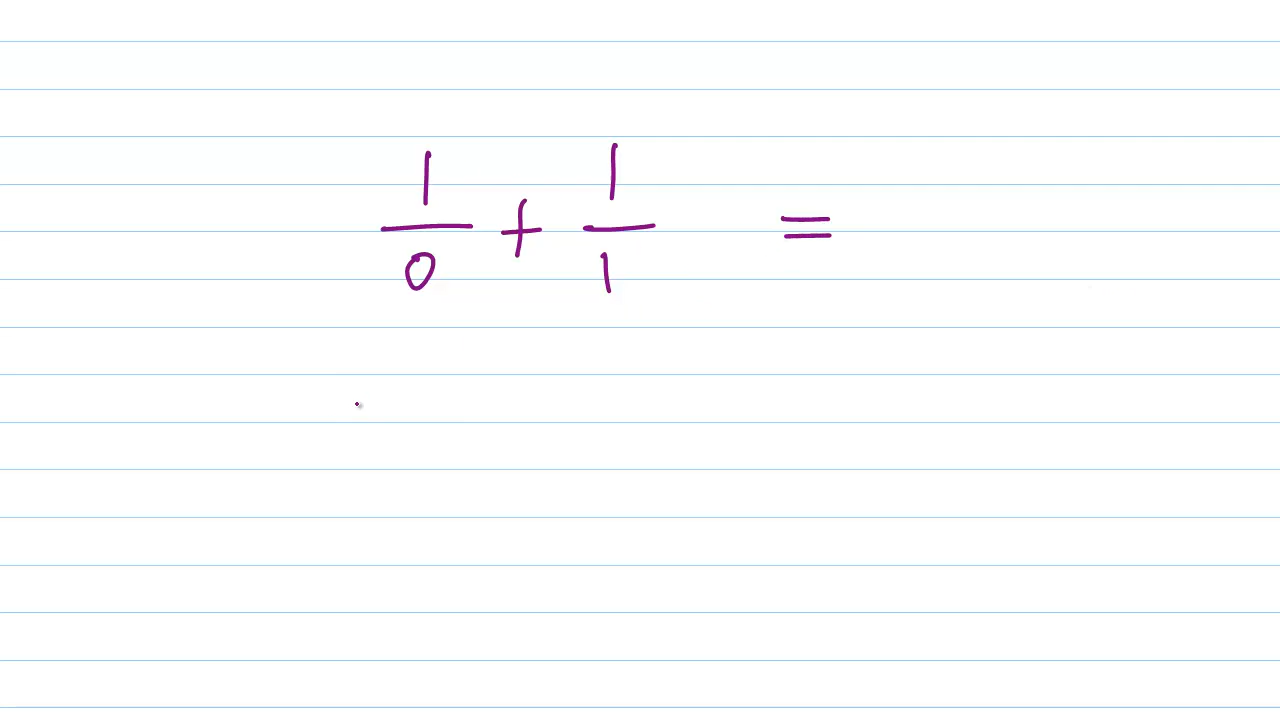 1/0 + 1/1 =